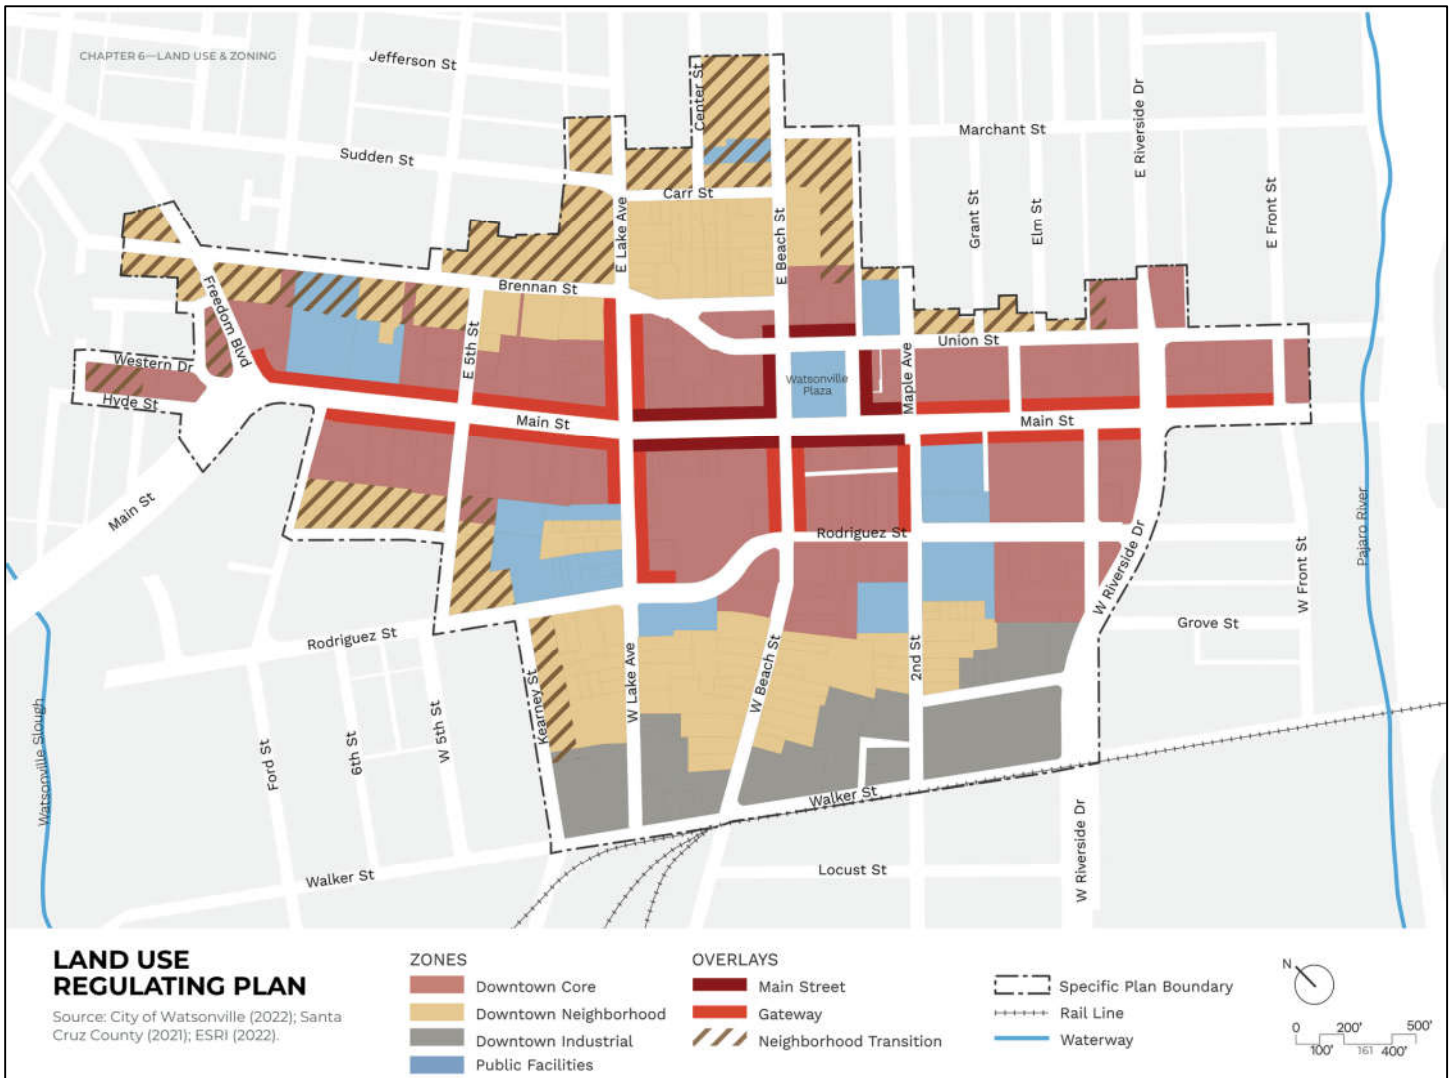 CHAPTER 6—LAND USE & ZONING
Jefferson St
Center St
E Riverside Dr
Marchant St
Sudden St
Carr St
Grant St
Elm St
E Front St
E Lake Ave
E Beach St
Brennan St
Freedom Blvd
E 5th St
Union St
Maple Ave
Western Dr
Hyde St
Watsonville
Plaza
Main St
Main St
Main St
Rodriguez St
Pajaro River
W Riverside Dr
W Front St
Rodriguez St
Grove St
Kearney St
W Lake Ave
W Beach St
2nd St
Watsonville Slough
Ford St
6th St
W 5th St
Walker St
W Riverside Dr
Walker St
Locust St
LAND USE
REGULATING PLAN
Source: City of Watsonville (2022); Santa
Cruz County (2021); ESRI (2022).
ZONES
Downtown Core
Downtown Neighborhood
Downtown Industrial
Public Facilities
OVERLAYS
Main Street
Gateway
Neighborhood Transition
Specific Plan Boundary
Rail Line
Waterway
N
0 200' 500'
100' 161 400'